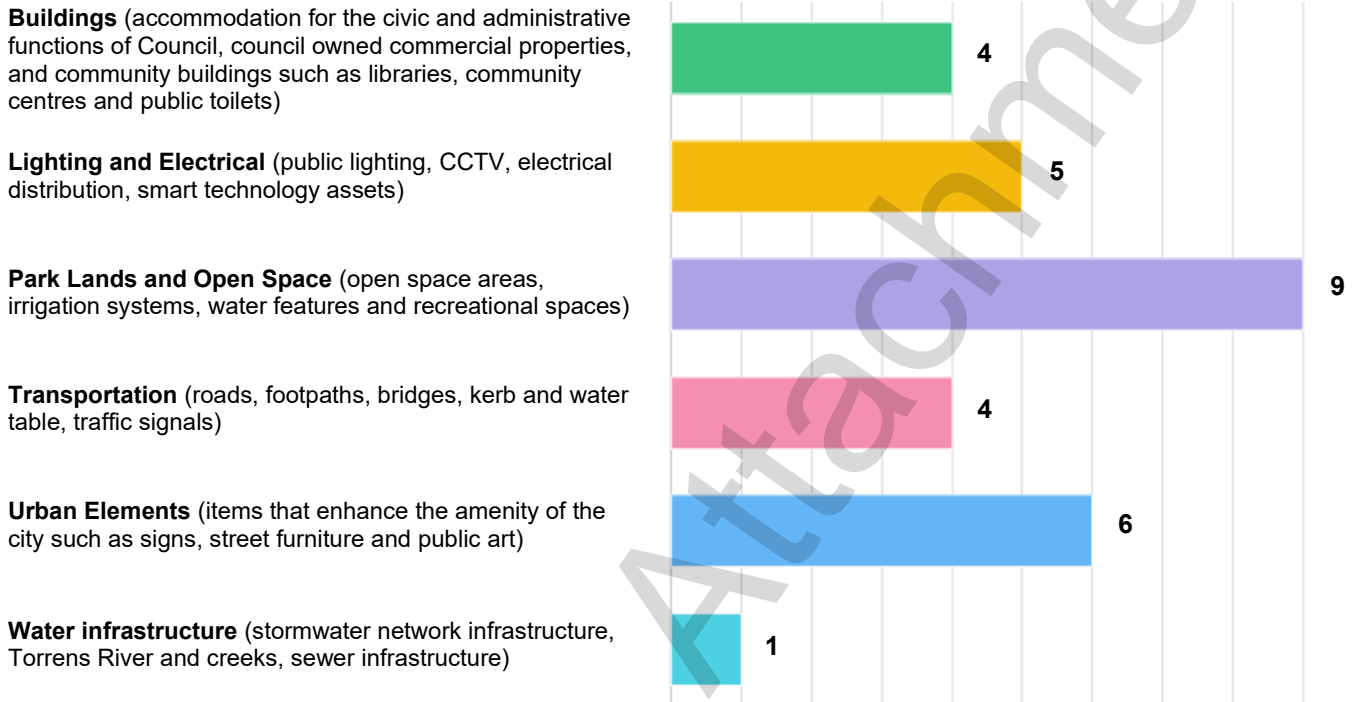 Buildings (accommodation for the civic and administrative
functions of Council, council owned commercial properties,
and community buildings such as libraries, community
centres and public toilets)
4
Lighting and Electrical (public lighting, CCTV, electrical
distribution, smart technology assets)
5
Park Lands and Open Space (open space areas,
irrigation systems, water features and recreational spaces)
9
Transportation (roads, footpaths, bridges, kerb and water
table, traffic signals)
4
Urban Elements (items that enhance the amenity of the
city such as signs, street furniture and public art)
6
Water infrastructure (stormwater network infrastructure,
Torrens River and creeks, sewer infrastructure)
1
Attachme